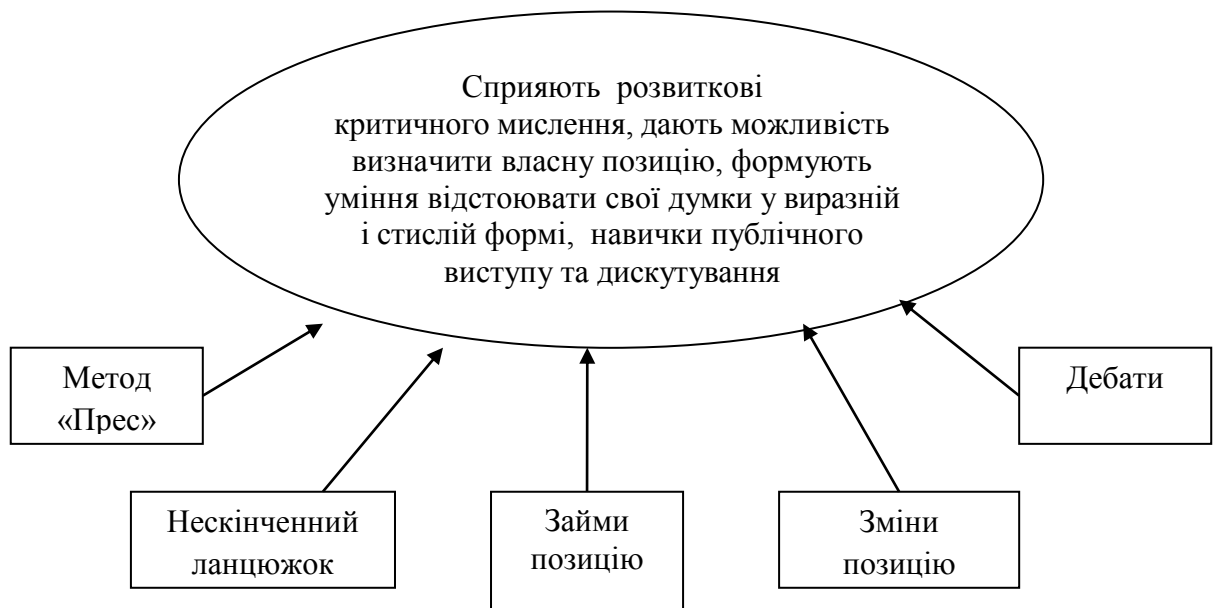 Сприяють розвиткові
критичного мислення, дають можливість
визначити власну позицію, формують
уміння відстоювати свої думки у виразній
і стислій формі, навички публічного
виступу та дискутування
Метод
«Прес»
Дебати
Нескінченний
ланцюжок
Займи
позицію
Зміни
позицію